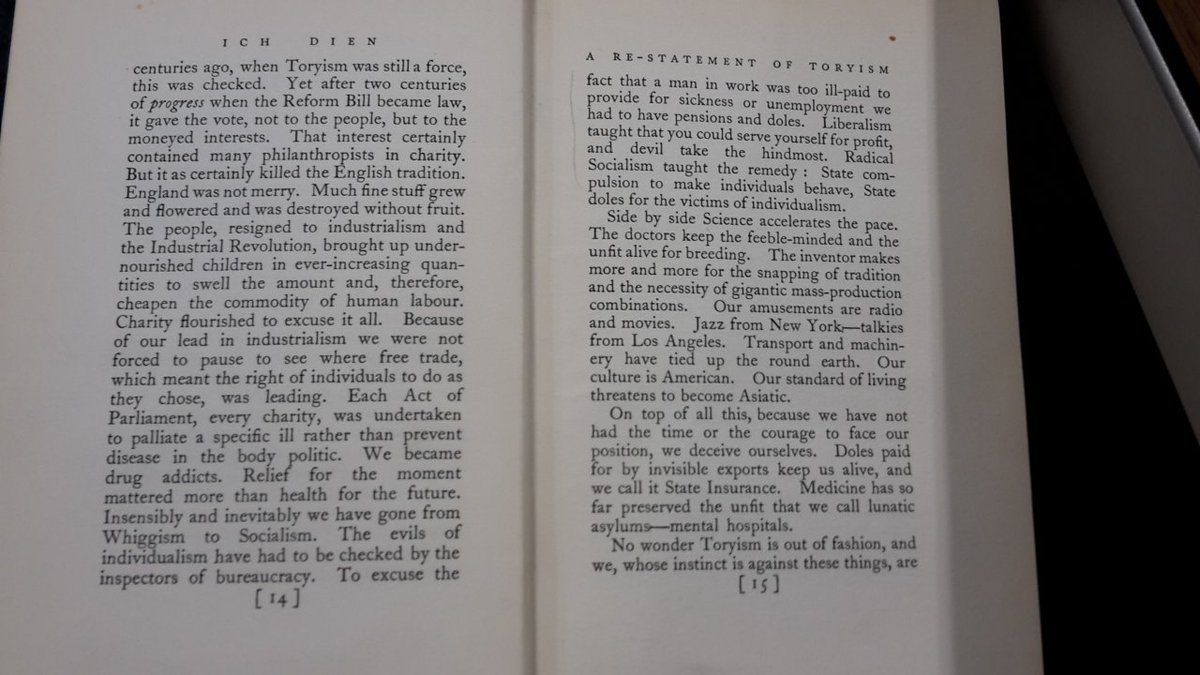 ICH DIEN
centuries ago, when Toryism was still a force,
this was checked. Yet after two centuries
of progress when the Reform Bill became law,
it gave the vote, not to the people, but to the
moneyed interests. That interest certainly
contained many philanthropists in charity.
But it as certainly killed the English tradition.
England was not merry. Much fine stuff grew
and flowered and was destroyed without fruit.
The people, resigned to industrialism and
the Industrial Revolution, brought up under-
nourished children in ever-increasing quan-
tities to swell the amount and, therefore,
cheapen the commodity of human labour.
Charity flourished to excuse it all. Because
of our lead in industrialism we were not
forced to pause to see where free trade,
which meant the right of individuals to do as
they chose, was leading. Each Act of
Parliament, every charity, was undertaken
to palliate a specific ill rather than prevent
disease in the body politic. We became
drug addicts. Relief for the moment
mattered more than health for the future.
Insensibly and inevitably we have gone from
Whiggism to Socialism. The evils of
individualism have had to be checked by the
inspectors of bureaucracy. To excuse the
[14]
A RE-STATEMENT OF TORYISM
fact that a man in work was too ill-paid to
provide for sickness or unemployment we
had to have pensions and doles. Liberalism
taught that you could serve yourself for profit,
and devil take the hindmost. Radical
Socialism taught the remedy : State com-
pulsion to make individuals behave, State
doles for the victims of individualism.
Side by side Science accelerates the pace.
The doctors keep the feeble-minded and the
unfit alive for breeding. The inventor makes
more and more for the snapping of tradition
and the necessity of gigantic mass-production
combinations. Our amusements are radio
and movies. Jazz from New York—talkies
from Los Angeles. Transport and machin-
ery have tied up the round earth. Our
culture is American. Our standard of living
threatens to become Asiatic.
On top of all this, because we have not
had the time or the courage to face our
position, we deceive ourselves. Doles paid
for by invisible exports keep us alive, and
we call it State Insurance. Medicine has so
far preserved the unfit that we call lunatic
asylums—mental hospitals.
No wonder Toryism is out of fashion, and
we, whose instinct is against these things, are
[15]